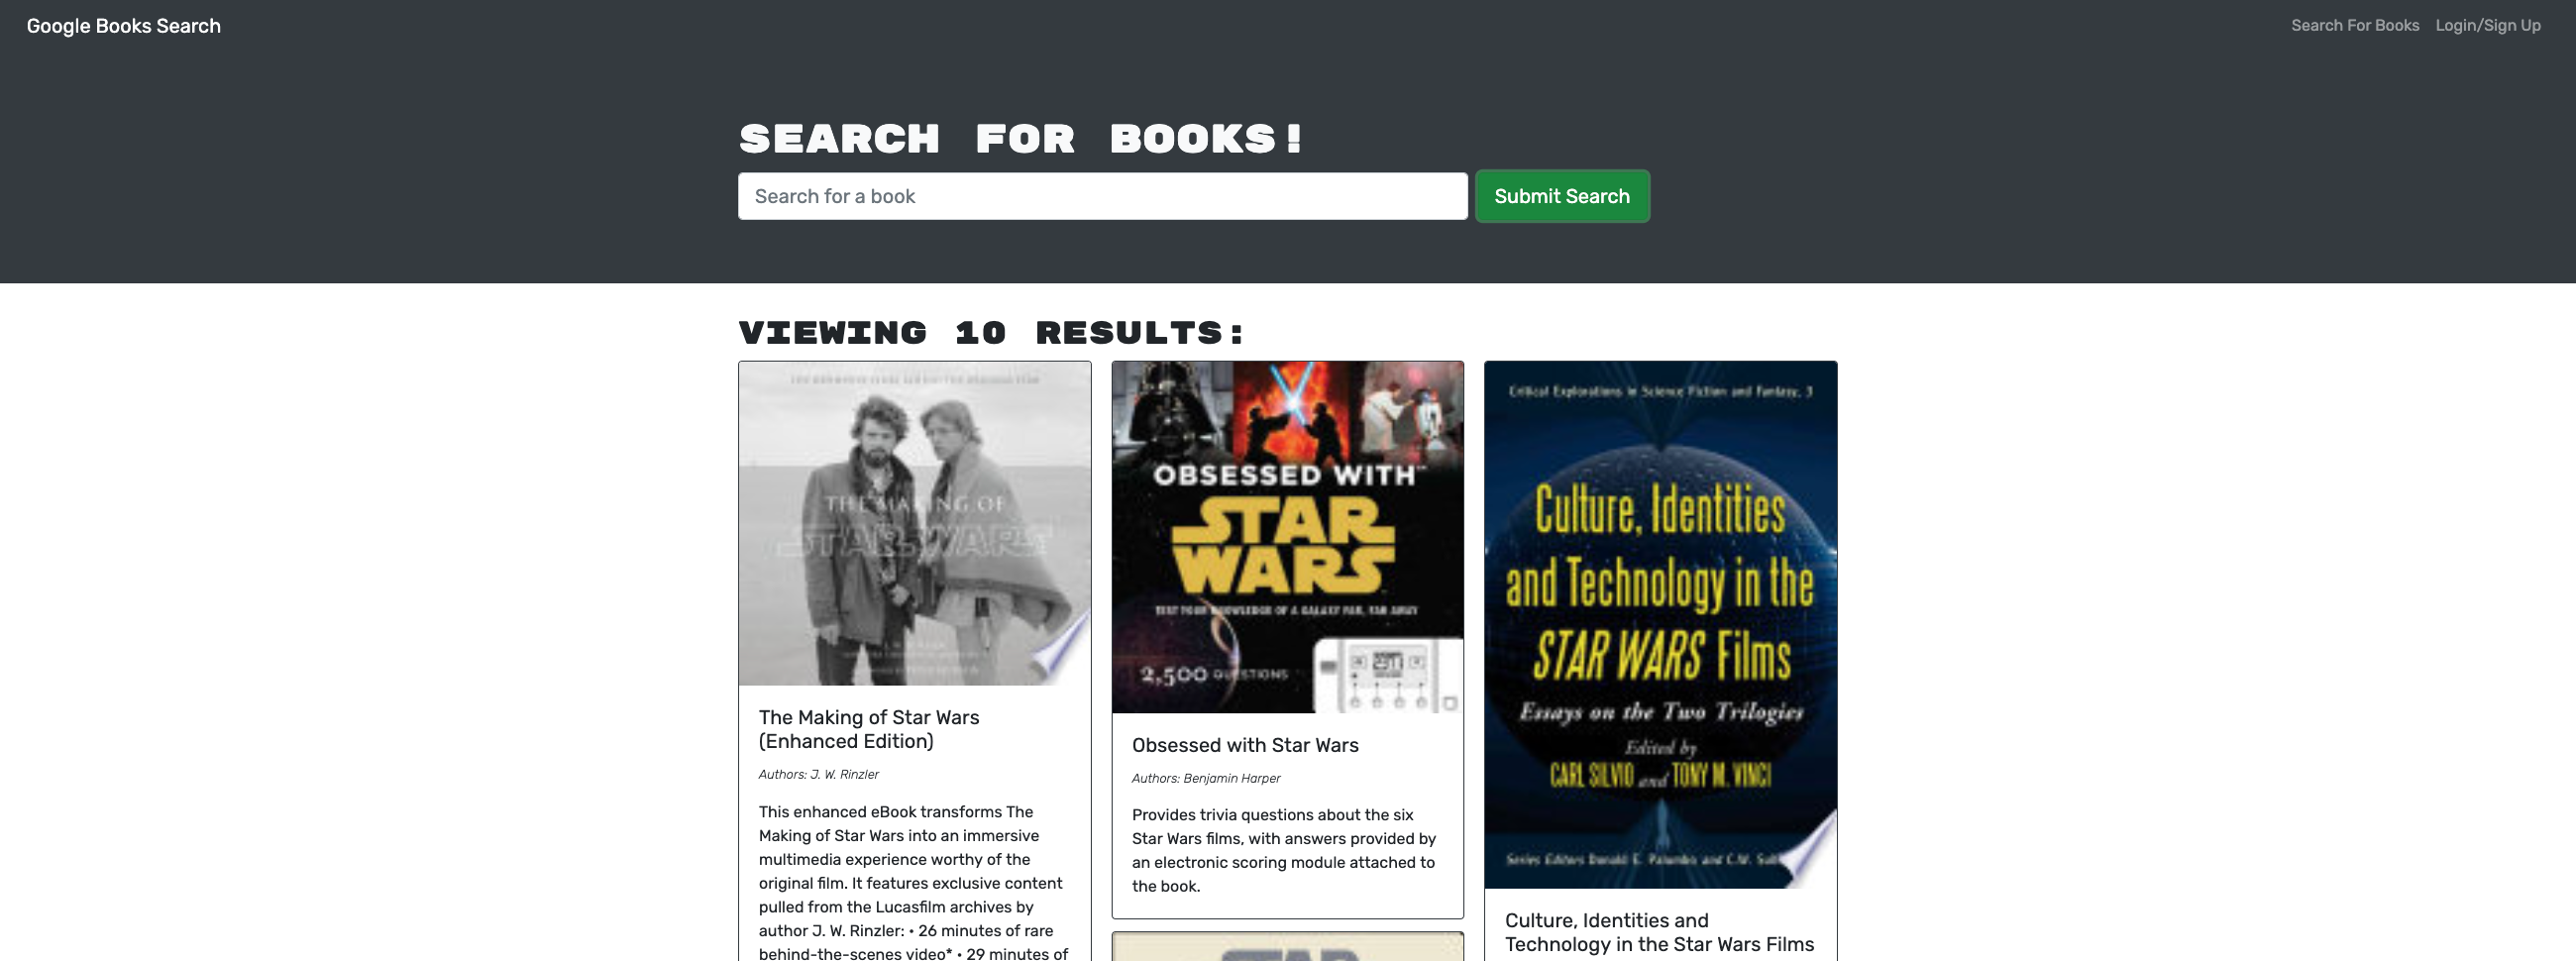 Google Books Search
Search For Books
Login/Sign Up
SEARCH FOR BOOKS!
Search for a book
Submit Search
VIEWING 10 RESULTS:
THE MAKING OF
STAR WARS
The Making of Star Wars
(Enhanced Edition)
Authors: J. W. Rinzler
This enhanced eBook transforms The
Making of Star Wars into an immersive
multimedia experience worthy of the
original film. It features exclusive content
pulled from the Lucasfilm archives by
author J. W. Rinzler: • 26 minutes of rare
behind-the-scenes video* • 29 minutes of
OBSESSED WITH™
STAR
WARS
TEST YOUR KNOWLEDGE OF A GALAXY FAR, FAR AWAY
2,500 QUESTIONS
Obsessed with Star Wars
Authors: Benjamin Harper
Provides trivia questions about the six
Star Wars films, with answers provided by
an electronic scoring module attached to
the book.
STAR
Critical Explorations in Science Fiction and Fantasy, 3
Culture, Identities
and Technology in the
STAR WARS Films
Essays on the Two Trilogies
Edited by
CARL SILVIO and TONY M. VINCI
Series Editors Donald E. Palumbo and C.W.
Culture, Identities and
Technology in the Star Wars Films